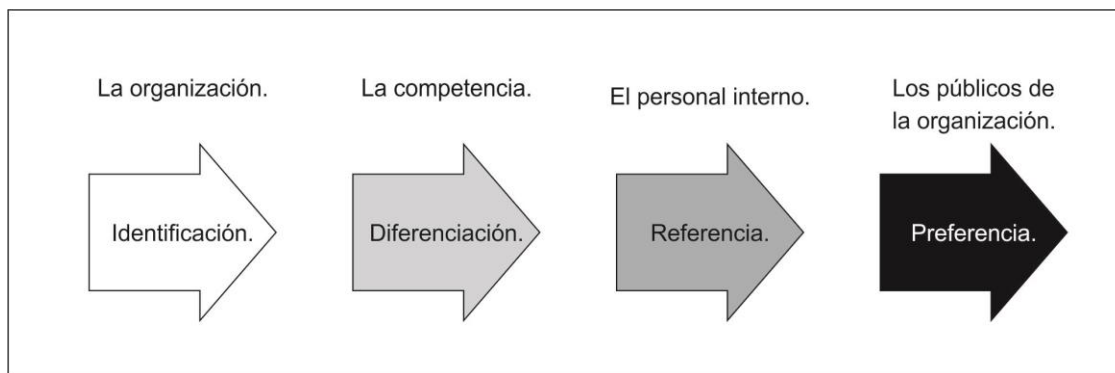 La organización.
La competencia.
El personal interno.
Los públicos de
la organización.
Identificación.
Diferenciación.
Referencia.
Preferencia.